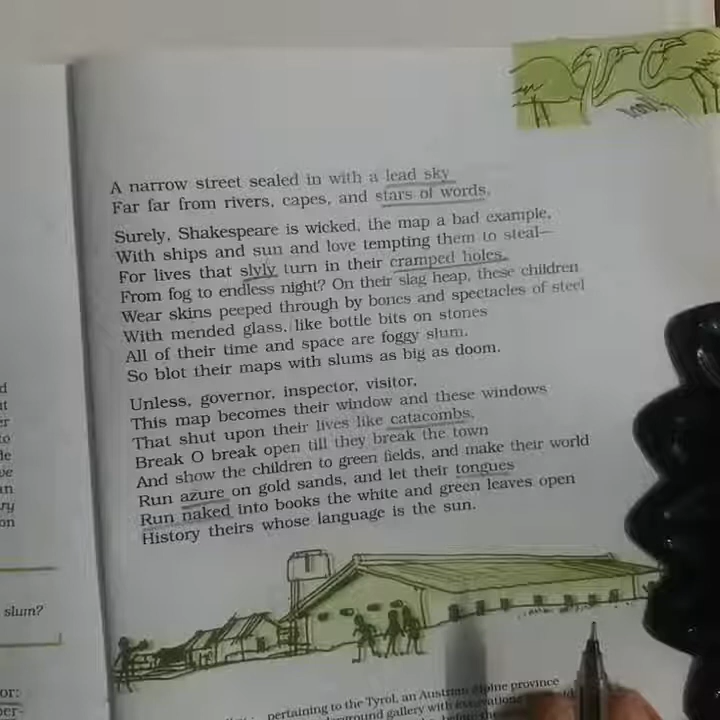 A narrow street sealed in with a lead sky
Far far from rivers, capes, and stars of words.
Surely, Shakespeare is wicked, the map a bad example,
With ships and sun and love tempting them to steal—
For lives that slyly turn in their cramped holes
From fog to endless night? On their slag heap, these children
Wear skins peeped through by bones and spectacles of steel
With mended glass, like bottle bits on stones
All of their time and space are foggy slum.
So blot their maps with slums as big as doom.
Unless, governor, inspector, visitor,
This map becomes their window and these windows
That shut upon their lives like catacombs,
Break O break open till they break the town
And show the children to green fields, and make their world
Run azure on gold sands, and let their tongues
Run naked into books the white and green leaves open
History theirs whose language is the sun.
slum?
pertaining to the Tyrol, an Austrian Alpine province